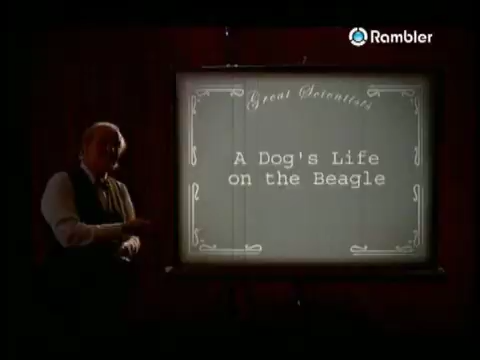 Rambler
Great Scientists
A Dog's Life
on the Beagle